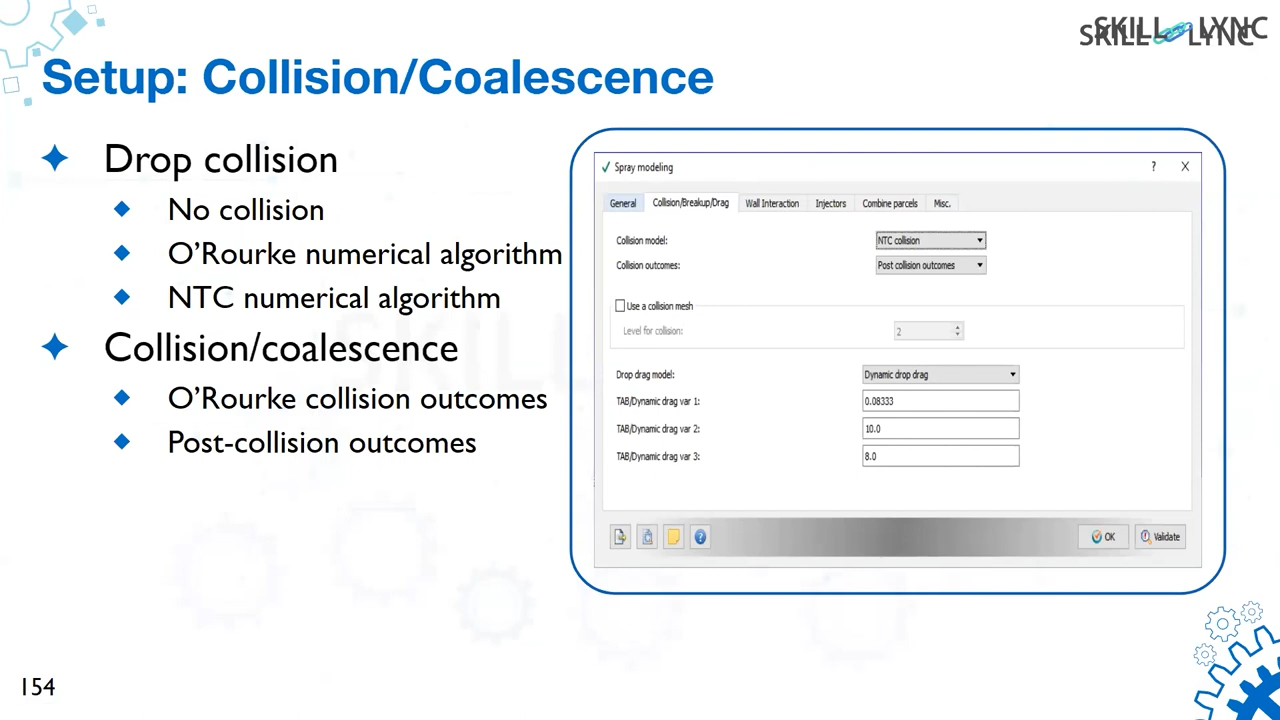 SKILL LYNC
SKILL LYNC
Setup: Collision/Coalescence
Drop collision
No collision
O’Rourke numerical algorithm
NTC numerical algorithm
Collision/coalescence
O’Rourke collision outcomes
Post-collision outcomes
Spray modeling ? X
General Collision/Breakup/Drag Wall Interaction Injectors Combine parcels Misc.
Collision model: NTC collision
Collision outcomes: Post collision outcomes
Use a collision mesh
Level for collision: 2
Drop drag model: Dynamic drop drag
TAB/Dynamic drag var 1: 0.08333
TAB/Dynamic drag var 2: 10.0
TAB/Dynamic drag var 3: 8.0
OK Validate
SKILL
154